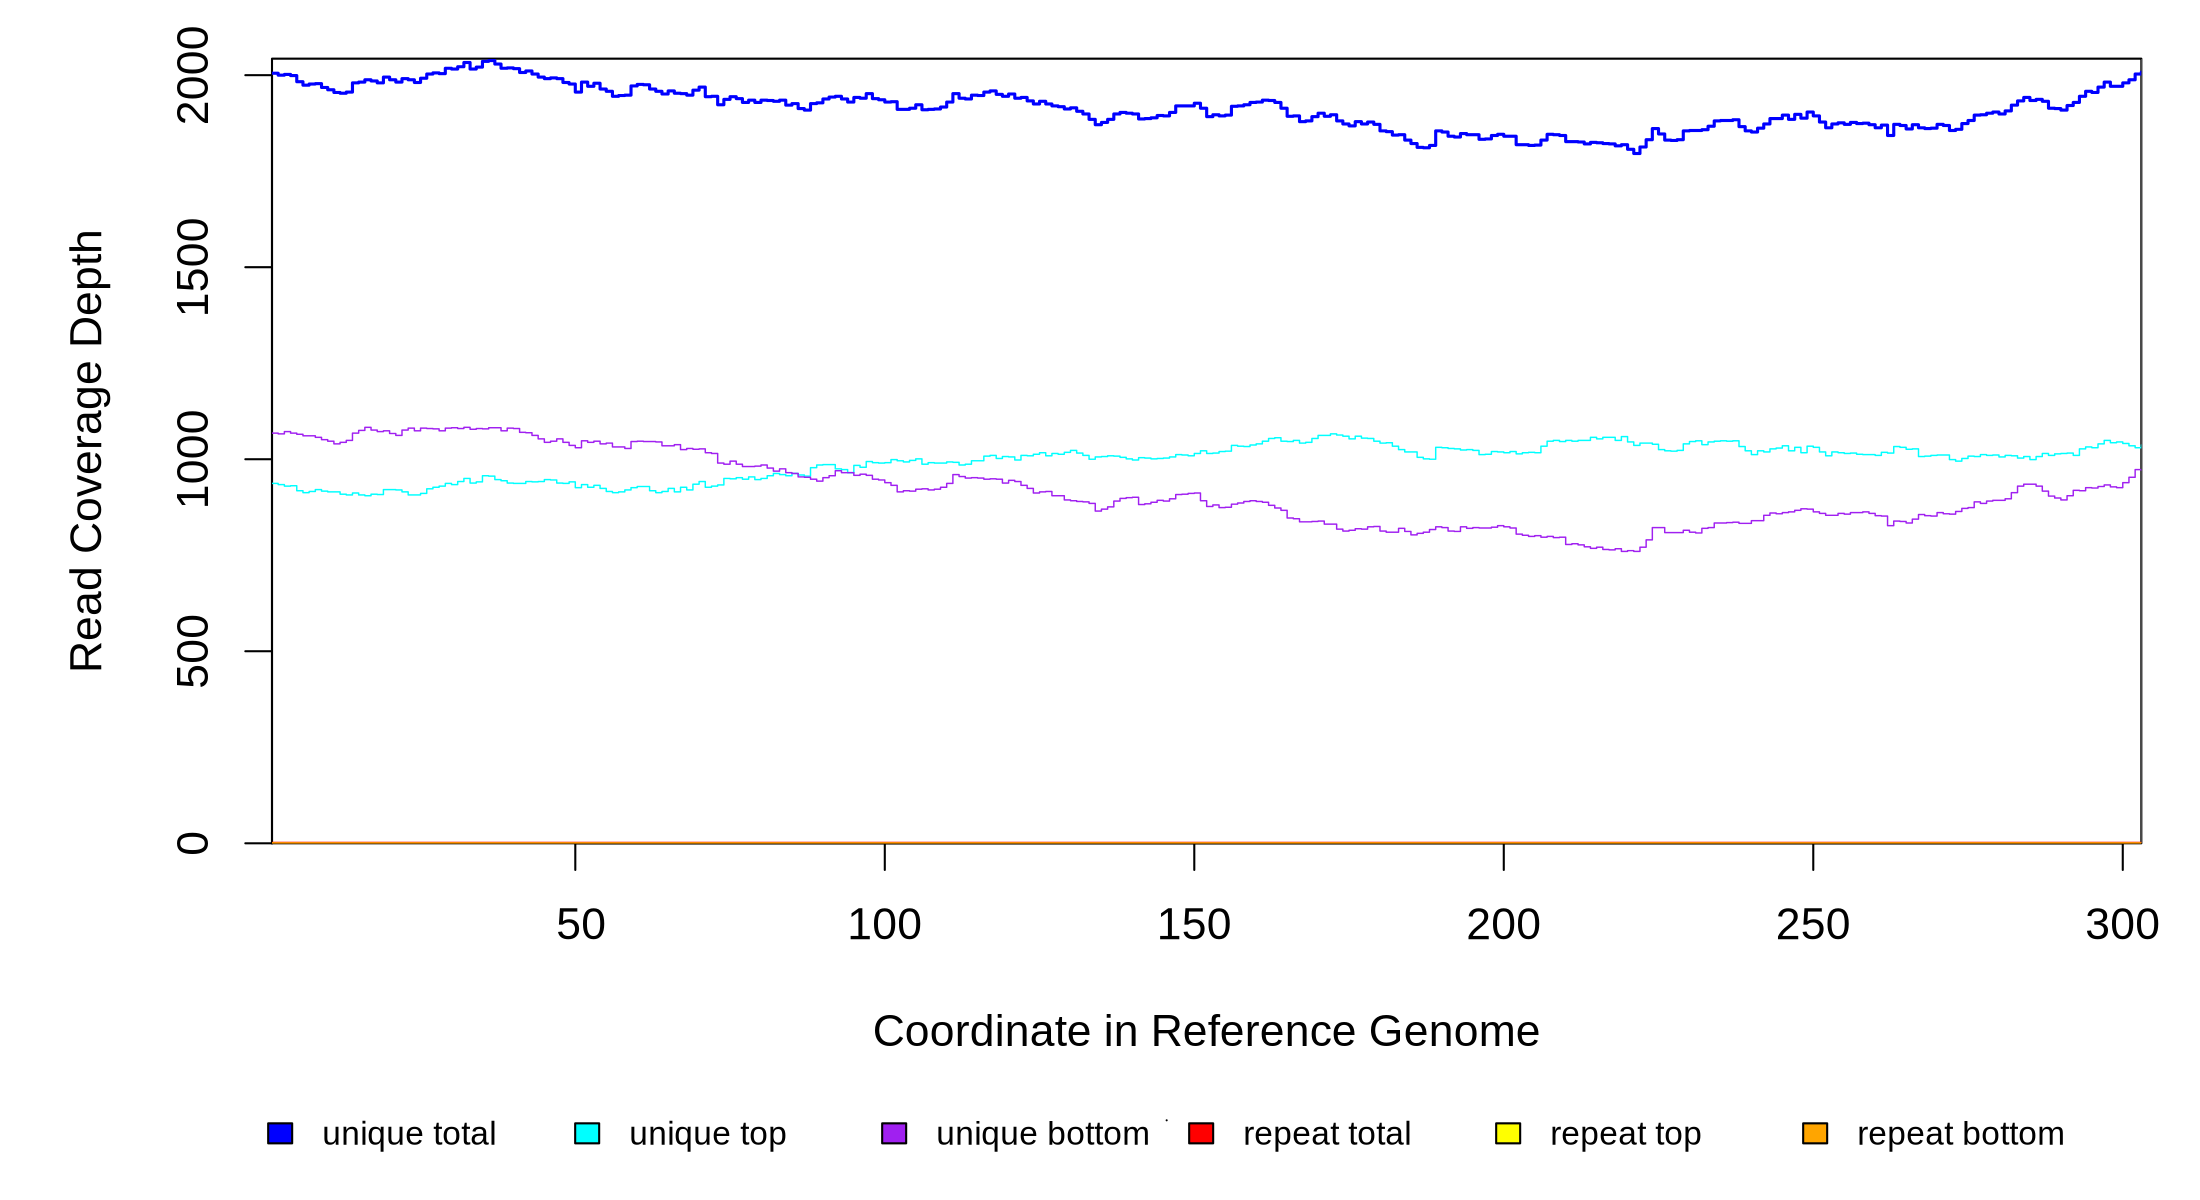 Read Coverage Depth
2000
1500
1000
500
0
50 100 150 200 250 300
Coordinate in Reference Genome
unique total unique top unique bottom repeat total repeat top repeat bottom